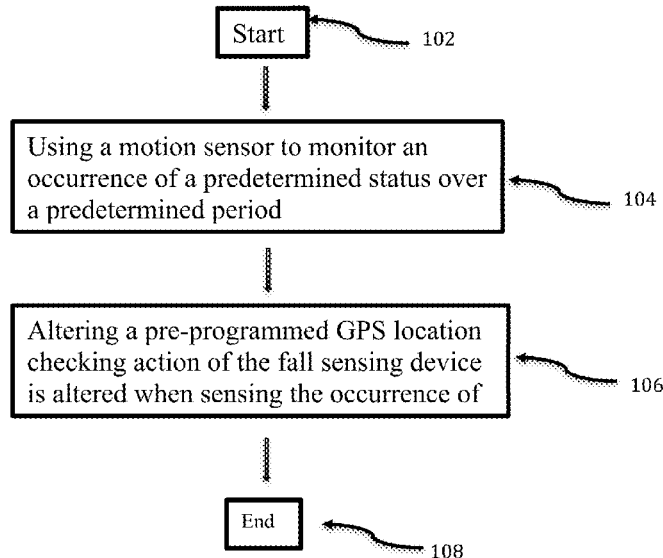 Start
102
Using a motion sensor to monitor an
occurrence of a predetermined status over
a predetermined period
104
Altering a pre-programmed GPS location
checking action of the fall sensing device
is altered when sensing the occurrence of
106
End
108